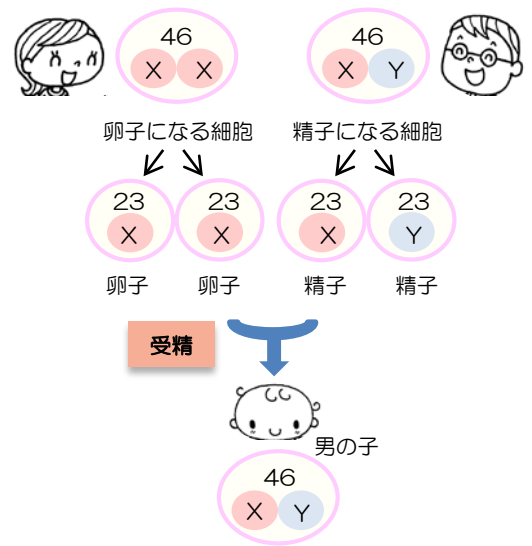 46 46
X X X Y
卵子になる細胞 精子になる細胞
23 23 23 23
X X X Y
卵子 卵子 精子 精子
受精
男の子
46
X Y